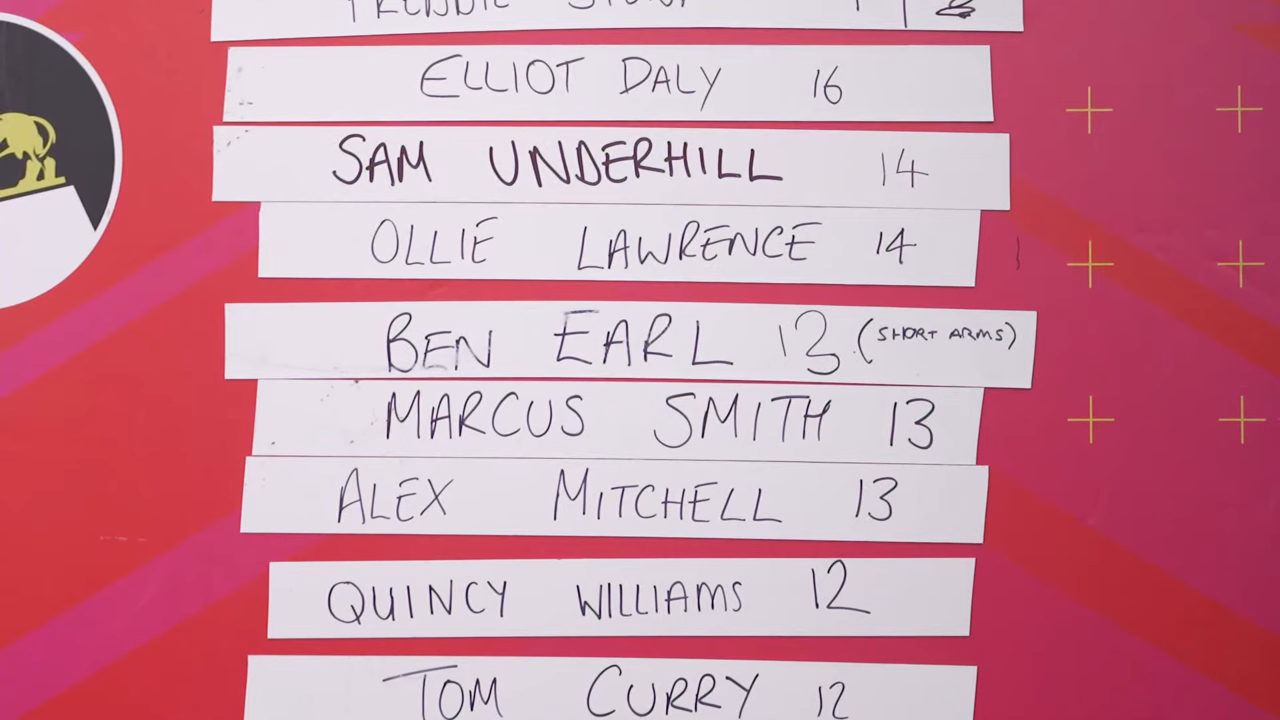 ELLIOT DALY 16
SAM UNDERHILL 14
OLLIE LAWRENCE 14
BEN EARL 13 (SHORT ARMS)
MARCUS SMITH 13
ALEX MITCHELL 13
QUINCY WILLIAMS 12
TOM CURRY 12